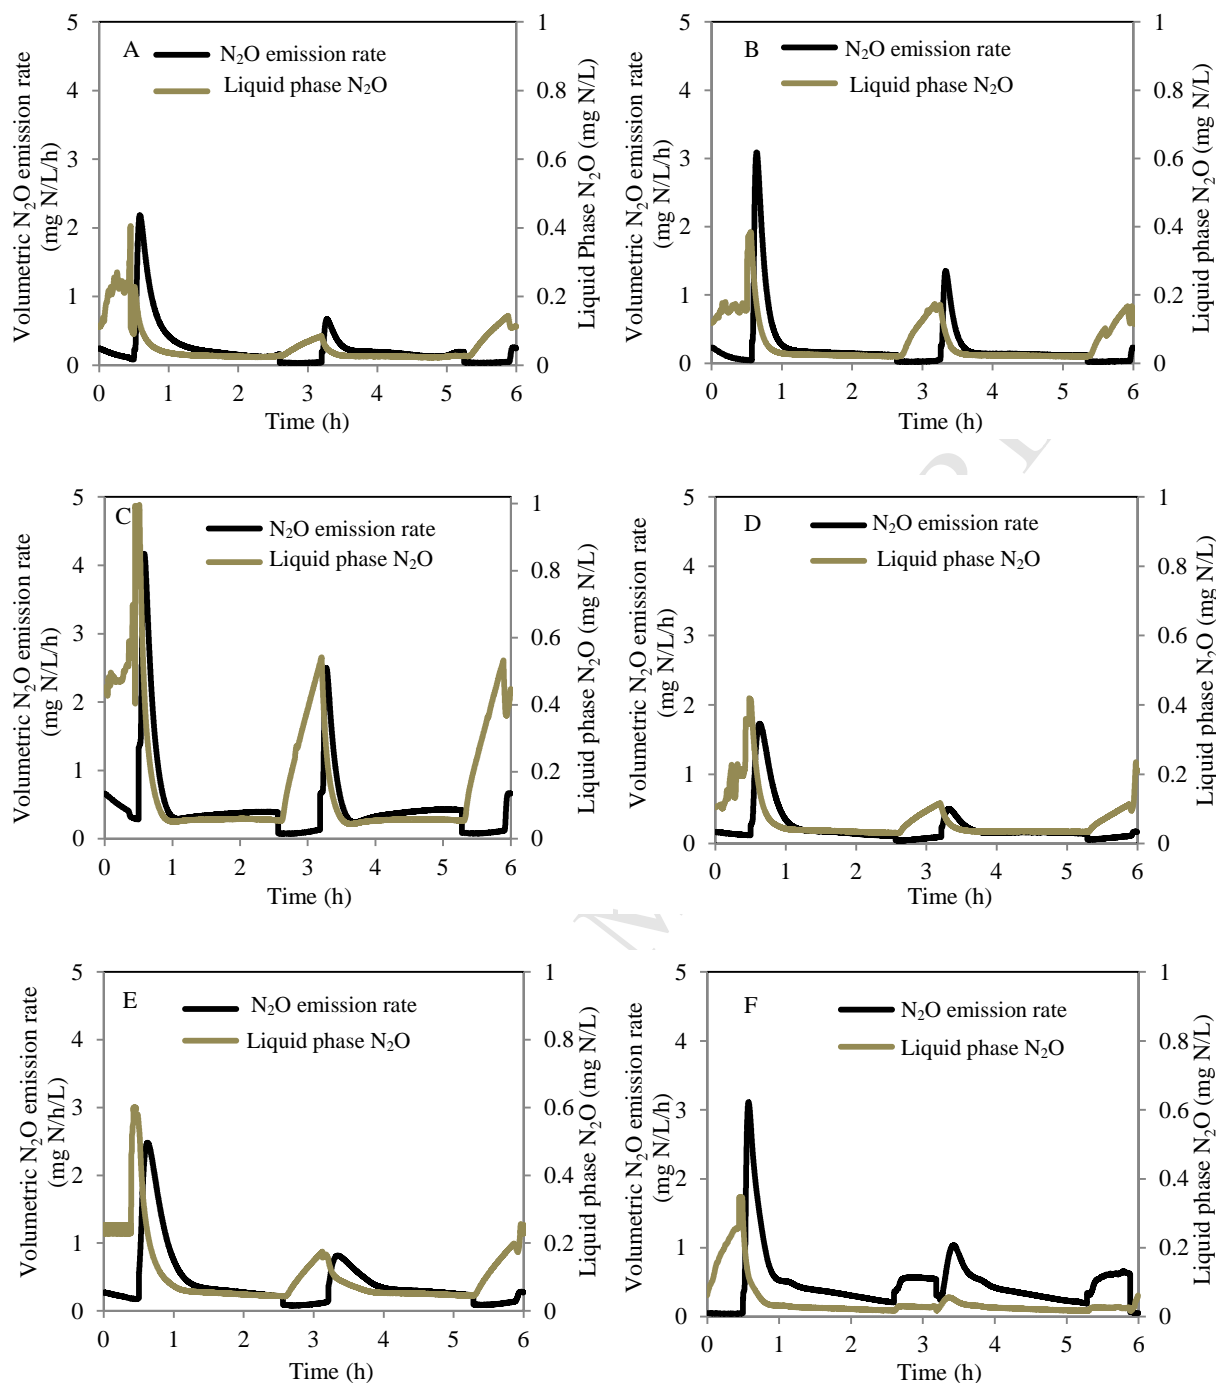 A
N₂O emission rate
Liquid phase N₂O
Volumetric N₂O emission rate
(mg N/L/h)
Liquid Phase N₂O (mg N/L)
5
4
3
2
1
0
1
0.8
0.6
0.4
0.2
0
0 1 2 3 4 5 6
Time (h)
B
N₂O emission rate
Liquid phase N₂O
Volumetric N₂O emission rate
(mg N/L/h)
Liquid phase N₂O (mg N/L)
5
4
3
2
1
0
1
0.8
0.6
0.4
0.2
0
0 1 2 3 4 5 6
Time (h)
C
N₂O emission rate
Liquid phase N₂O
Volumetric N₂O emission rate
(mg N/L/h)
Liquid phase N₂O (mg N/L)
5
4
3
2
1
0
1
0.8
0.6
0.4
0.2
0
0 1 2 3 4 5 6
Time (h)
D
N₂O emission rate
Liquid phase N₂O
Volumetric N₂O emission rate
(mg N/L/h)
Liquid phase N₂O (mg N/L)
5
4
3
2
1
0
1
0.8
0.6
0.4
0.2
0
0 1 2 3 4 5 6
Time (h)
E
N₂O emission rate
Liquid phase N₂O
Volumetric N₂O emission rate
(mg N/h/L)
Liquid phase N₂O (mg N/L)
5
4
3
2
1
0
1
0.8
0.6
0.4
0.2
0
0 1 2 3 4 5 6
Time (h)
F
N₂O emission rate
Liquid phase N₂O
Volumetric N₂O emission rate
(mg N/L/h)
Liquid phase N₂O (mg N/L)
5
4
3
2
1
0
1
0.8
0.6
0.4
0.2
0
0 1 2 3 4 5 6
Time (h)